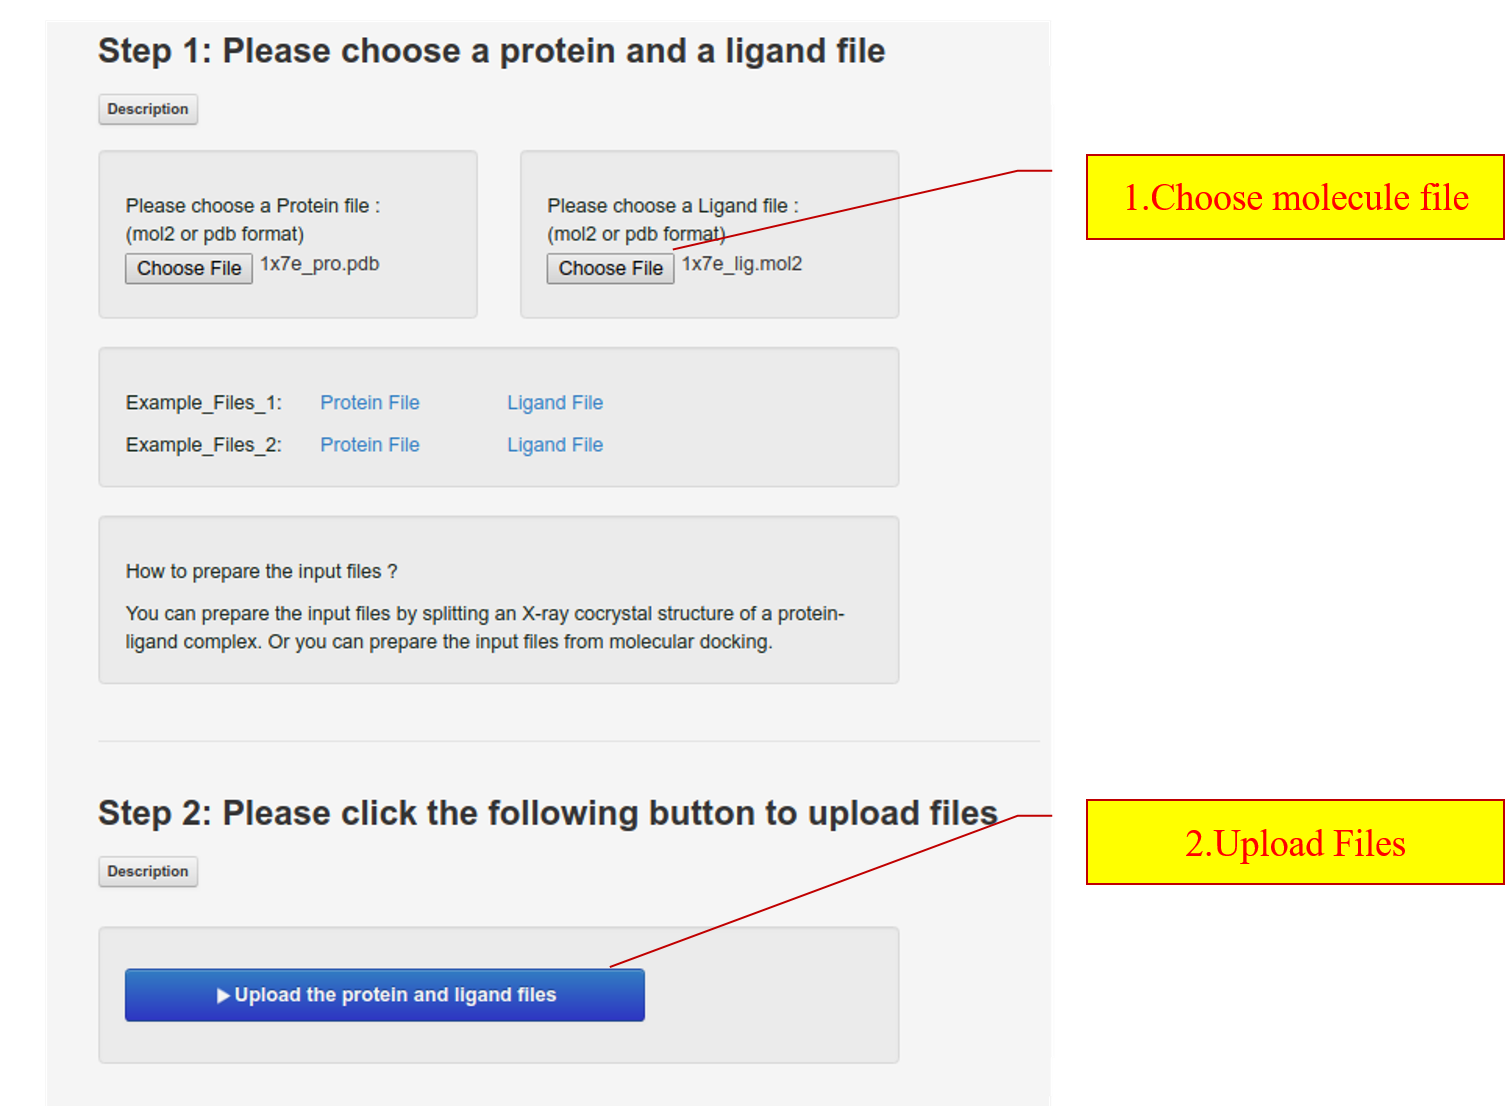 Step 1: Please choose a protein and a ligand file
Description
Please choose a Protein file :
(mol2 or pdb format)
Choose File 1x7e_pro.pdb
Please choose a Ligand file :
(mol2 or pdb format)
Choose File 1x7e_lig.mol2
1.Choose molecule file
Example_Files_1: Protein File Ligand File
Example_Files_2: Protein File Ligand File
How to prepare the input files ?
You can prepare the input files by splitting an X-ray cocrystal structure of a protein-
ligand complex. Or you can prepare the input files from molecular docking.
Step 2: Please click the following button to upload files
2.Upload Files
Description
Upload the protein and ligand files